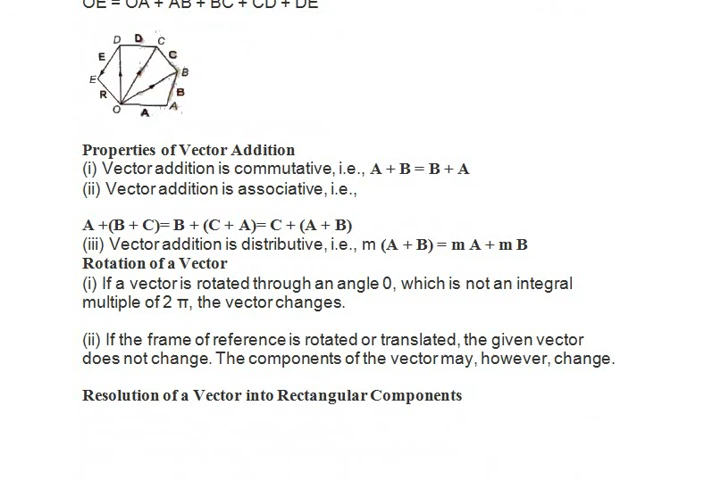 OE = OA + AB + BC + CD + DE
D D C
E C
E B
R B
O A A
Properties of Vector Addition
(i) Vector addition is commutative, i.e., A + B = B + A
(ii) Vector addition is associative, i.e.,
A +(B + C)= B + (C + A)= C + (A + B)
(iii) Vector addition is distributive, i.e., m (A + B) = m A + m B
Rotation of a Vector
(i) If a vector is rotated through an angle 0, which is not an integral
multiple of 2 π, the vector changes.
(ii) If the frame of reference is rotated or translated, the given vector
does not change. The components of the vector may, however, change.
Resolution of a Vector into Rectangular Components